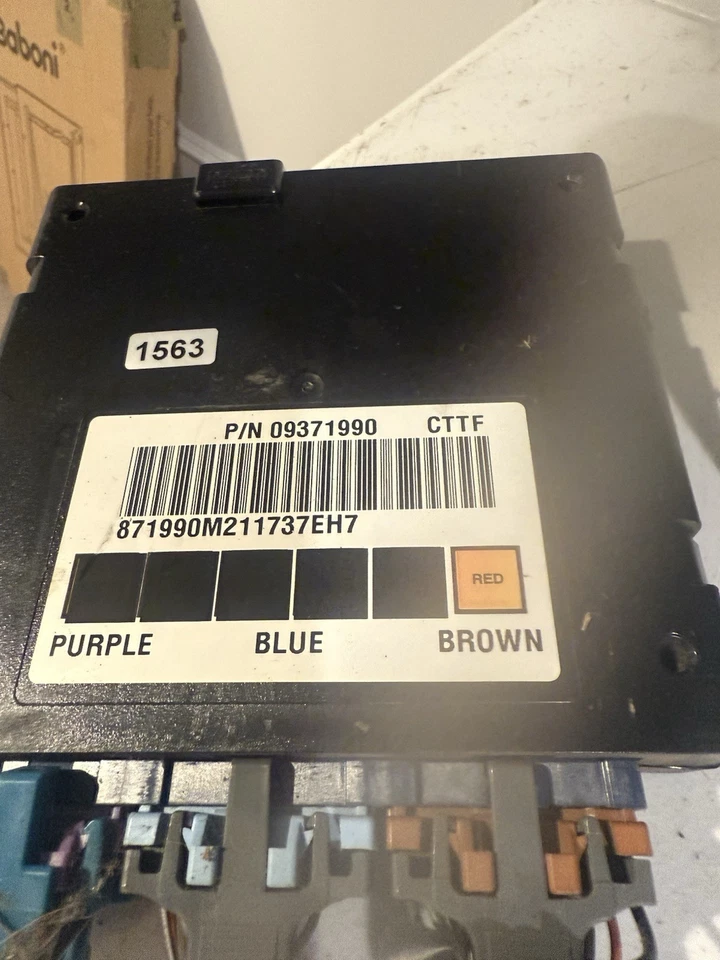 Baboni
1563
P/N 09371990 CTTF
871990M211737EH7
RED
PURPLE BLUE BROWN